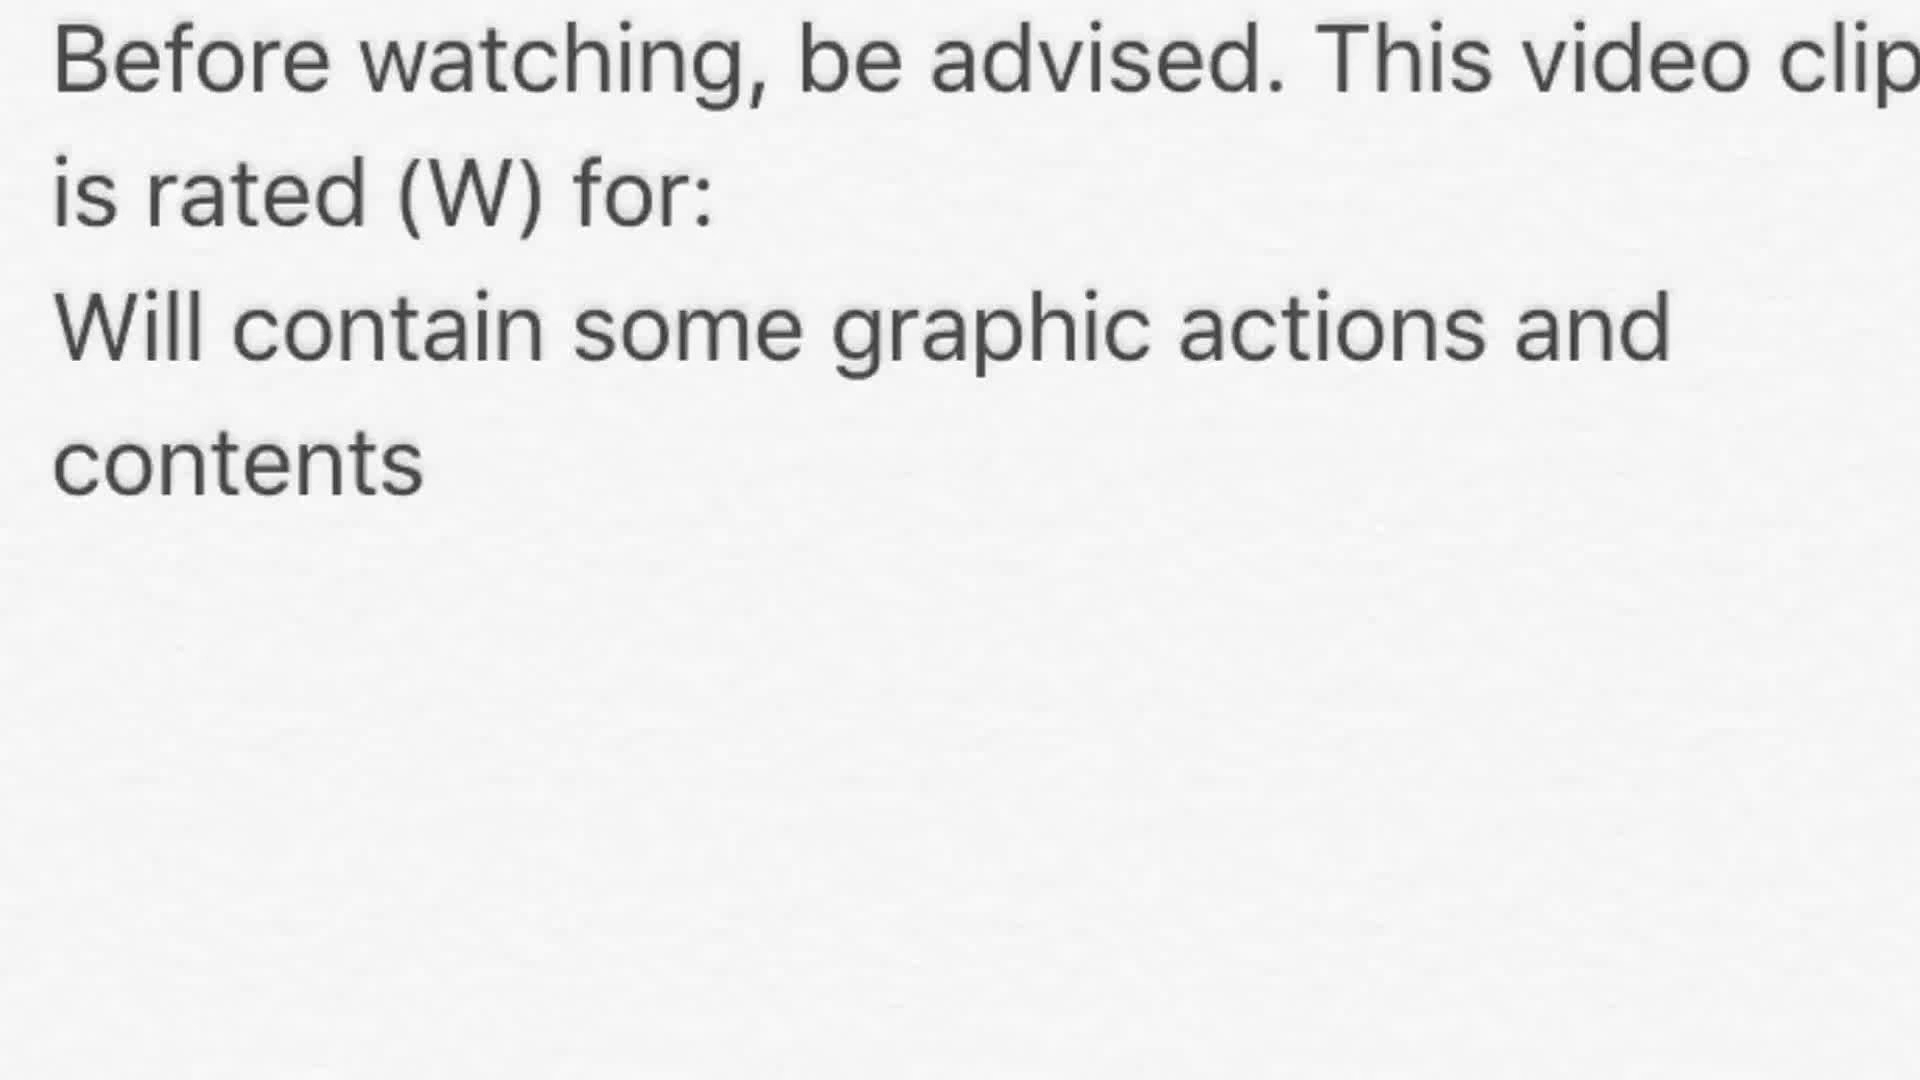 Before watching, be advised. This video clip
is rated (W) for:
Will contain some graphic actions and
contents